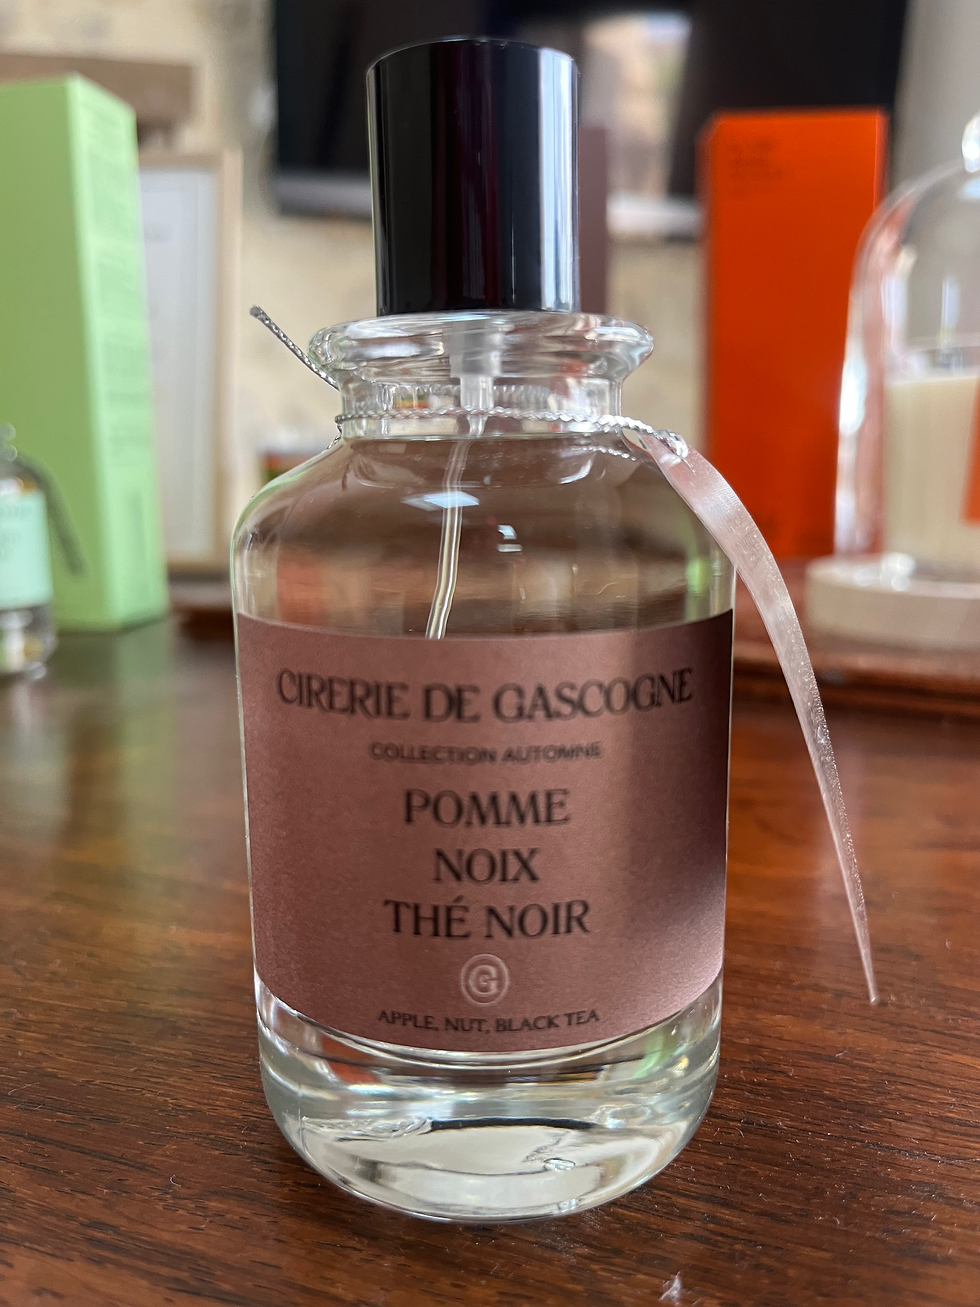 CIRERIE DE GASCOGNE
COLLECTION AUTOMNE
POMME
NOIX
THÉ NOIR
G
APPLE, NUT, BLACK TEA